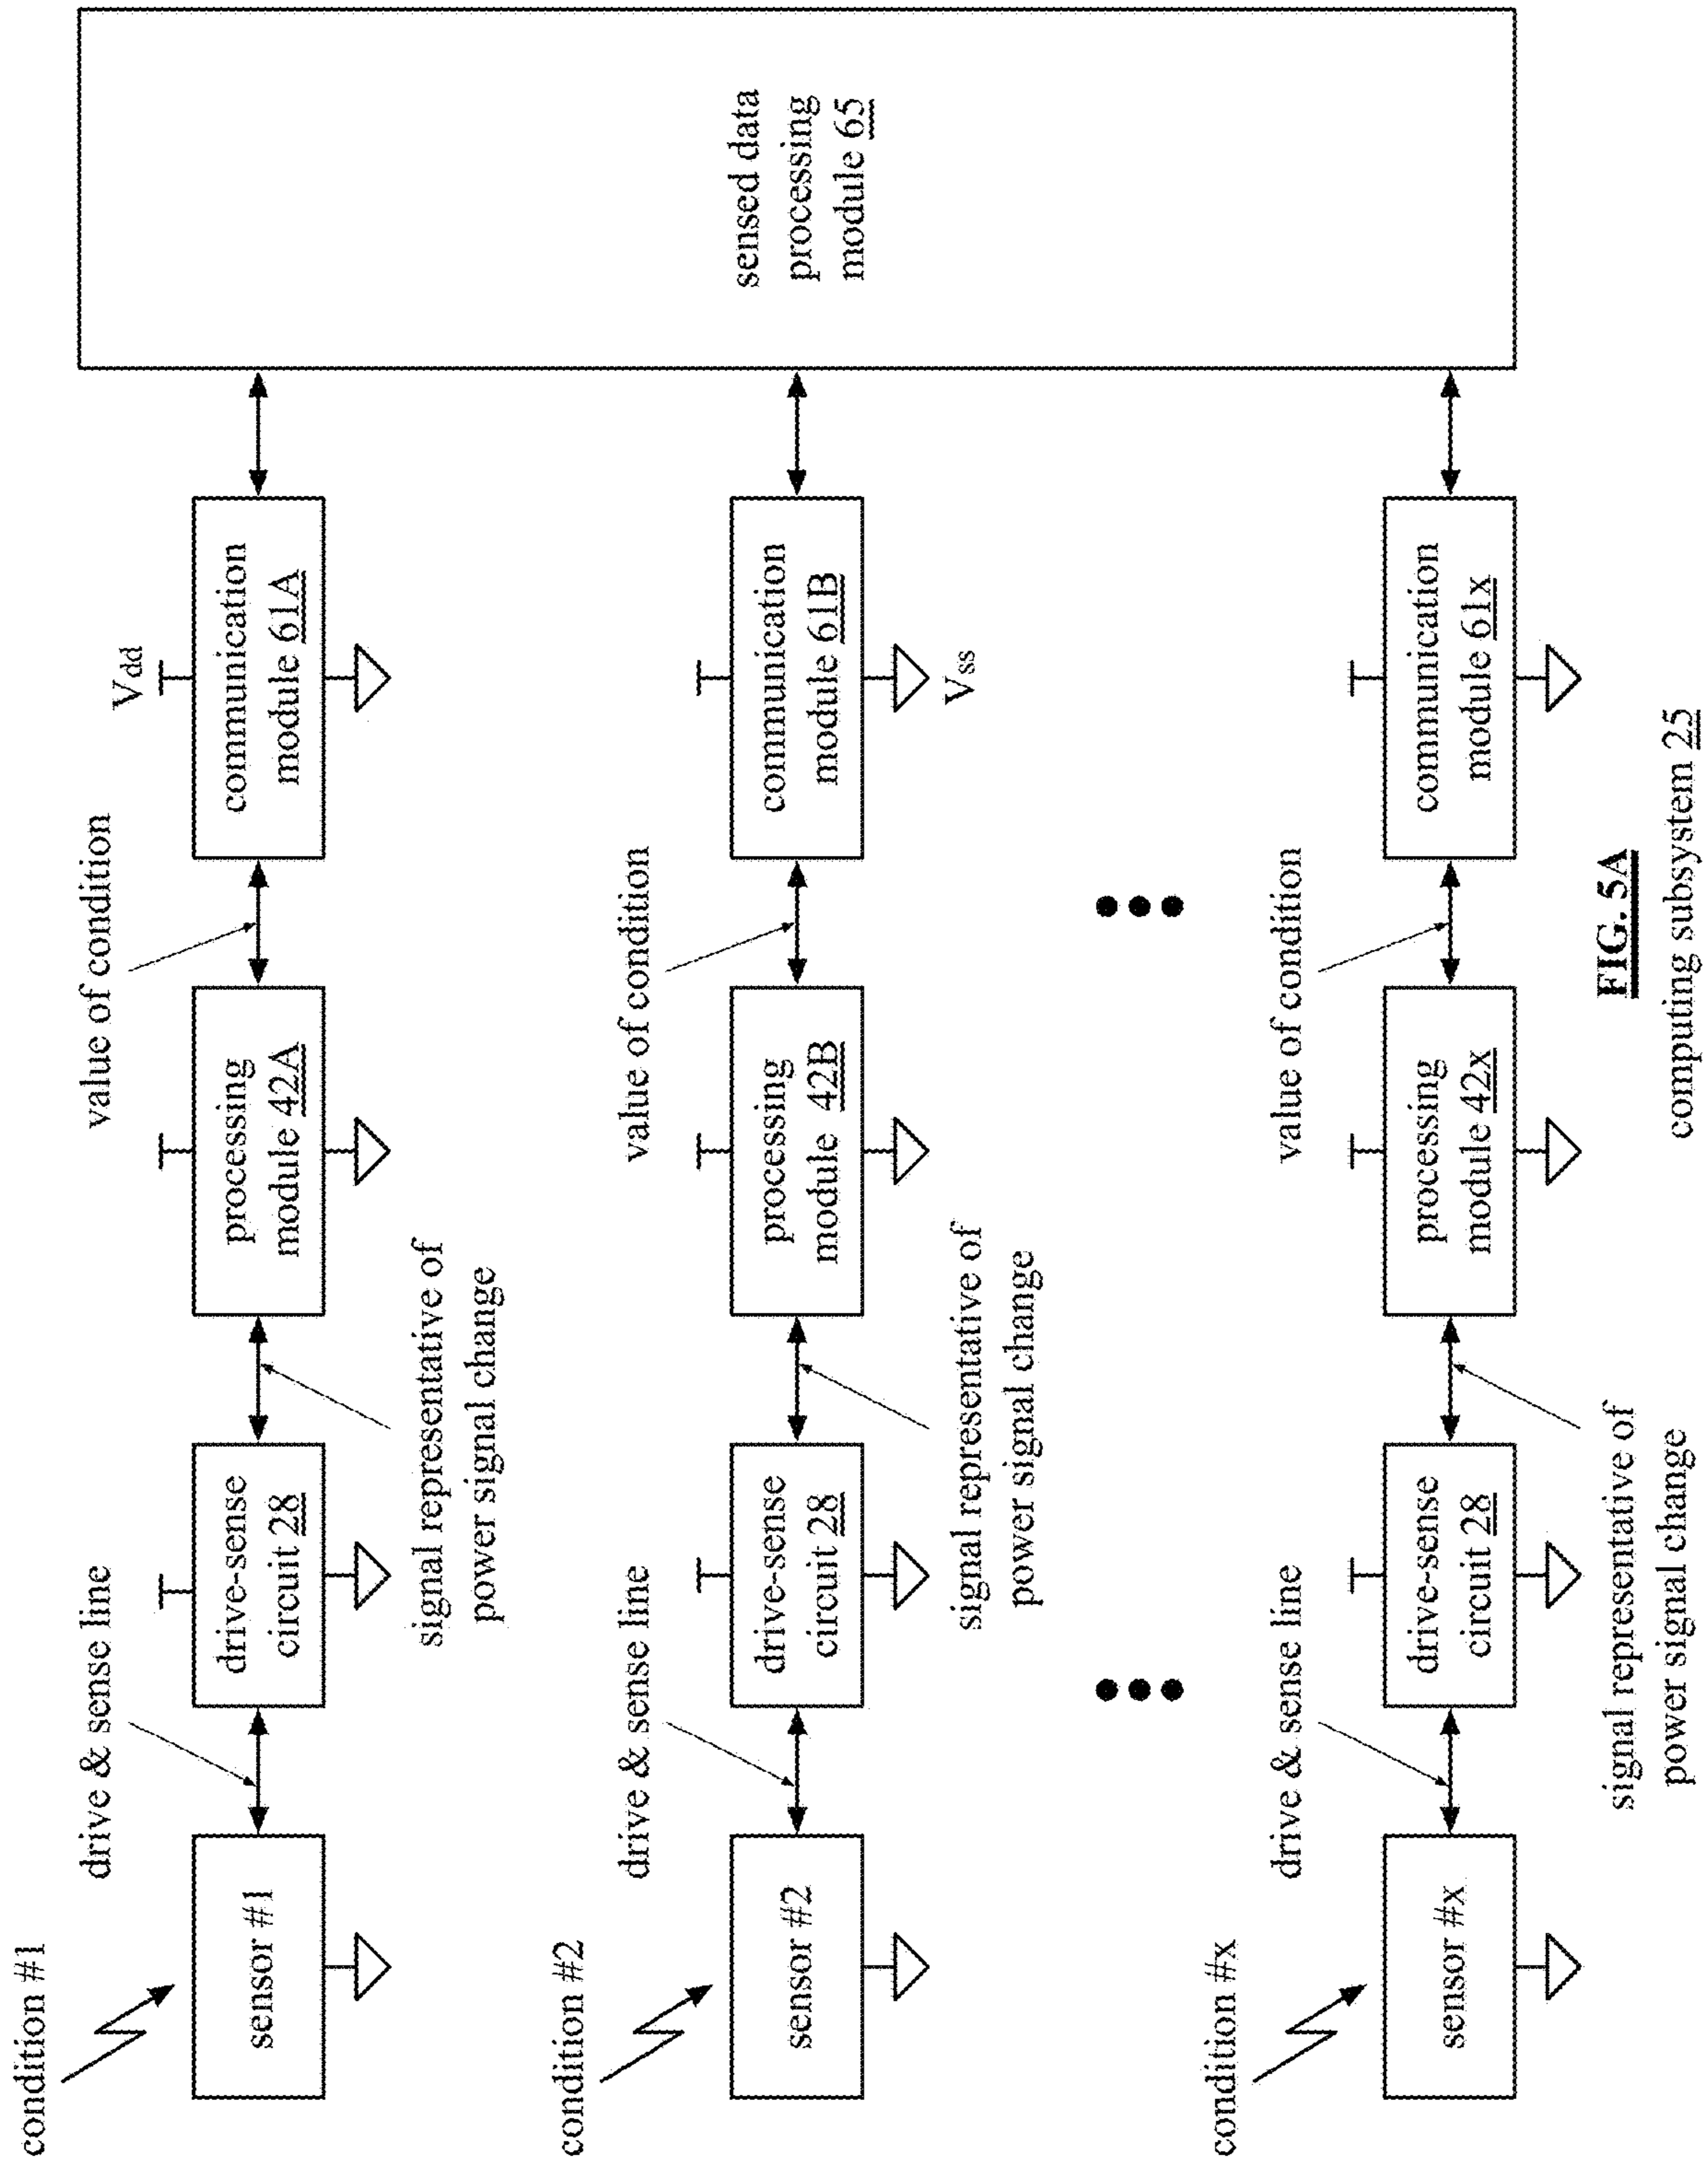 condition #1
sensor #1
drive & sense line
drive-sense
circuit 28
signal representative of
power signal change
processing
module 42A
value of condition
Vdd
communication
module 61A
condition #2
sensor #2
drive & sense line
drive-sense
circuit 28
signal representative of
power signal change
processing
module 42B
value of condition
communication
module 61B
Vss
condition #x
sensor #x
drive & sense line
drive-sense
circuit 28
signal representative of
power signal change
processing
module 42x
value of condition
communication
module 61x
sensed data
processing
module 65
FIG. 5A
computing subsystem 25